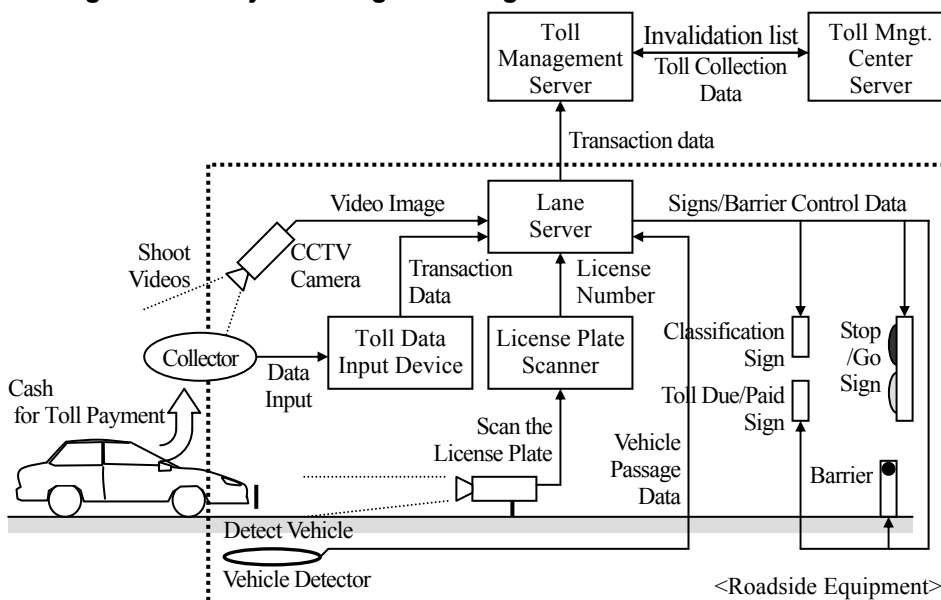 Toll
Management
Server
Invalidation list
Toll Collection
Data
Toll Mngt.
Center
Server
Transaction data
Video Image
Lane
Server
Signs/Barrier Control Data
Shoot
Videos
CCTV
Camera
Transaction
Data
License
Number
Collector
Data
Input
Toll Data
Input Device
License Plate
Scanner
Classification
Sign
Stop
/Go
Sign
Toll Due/Paid
Sign
Cash
for Toll Payment
Scan the
License Plate
Vehicle
Passage
Data
Barrier
Detect Vehicle
Vehicle Detector
<Roadside Equipment>